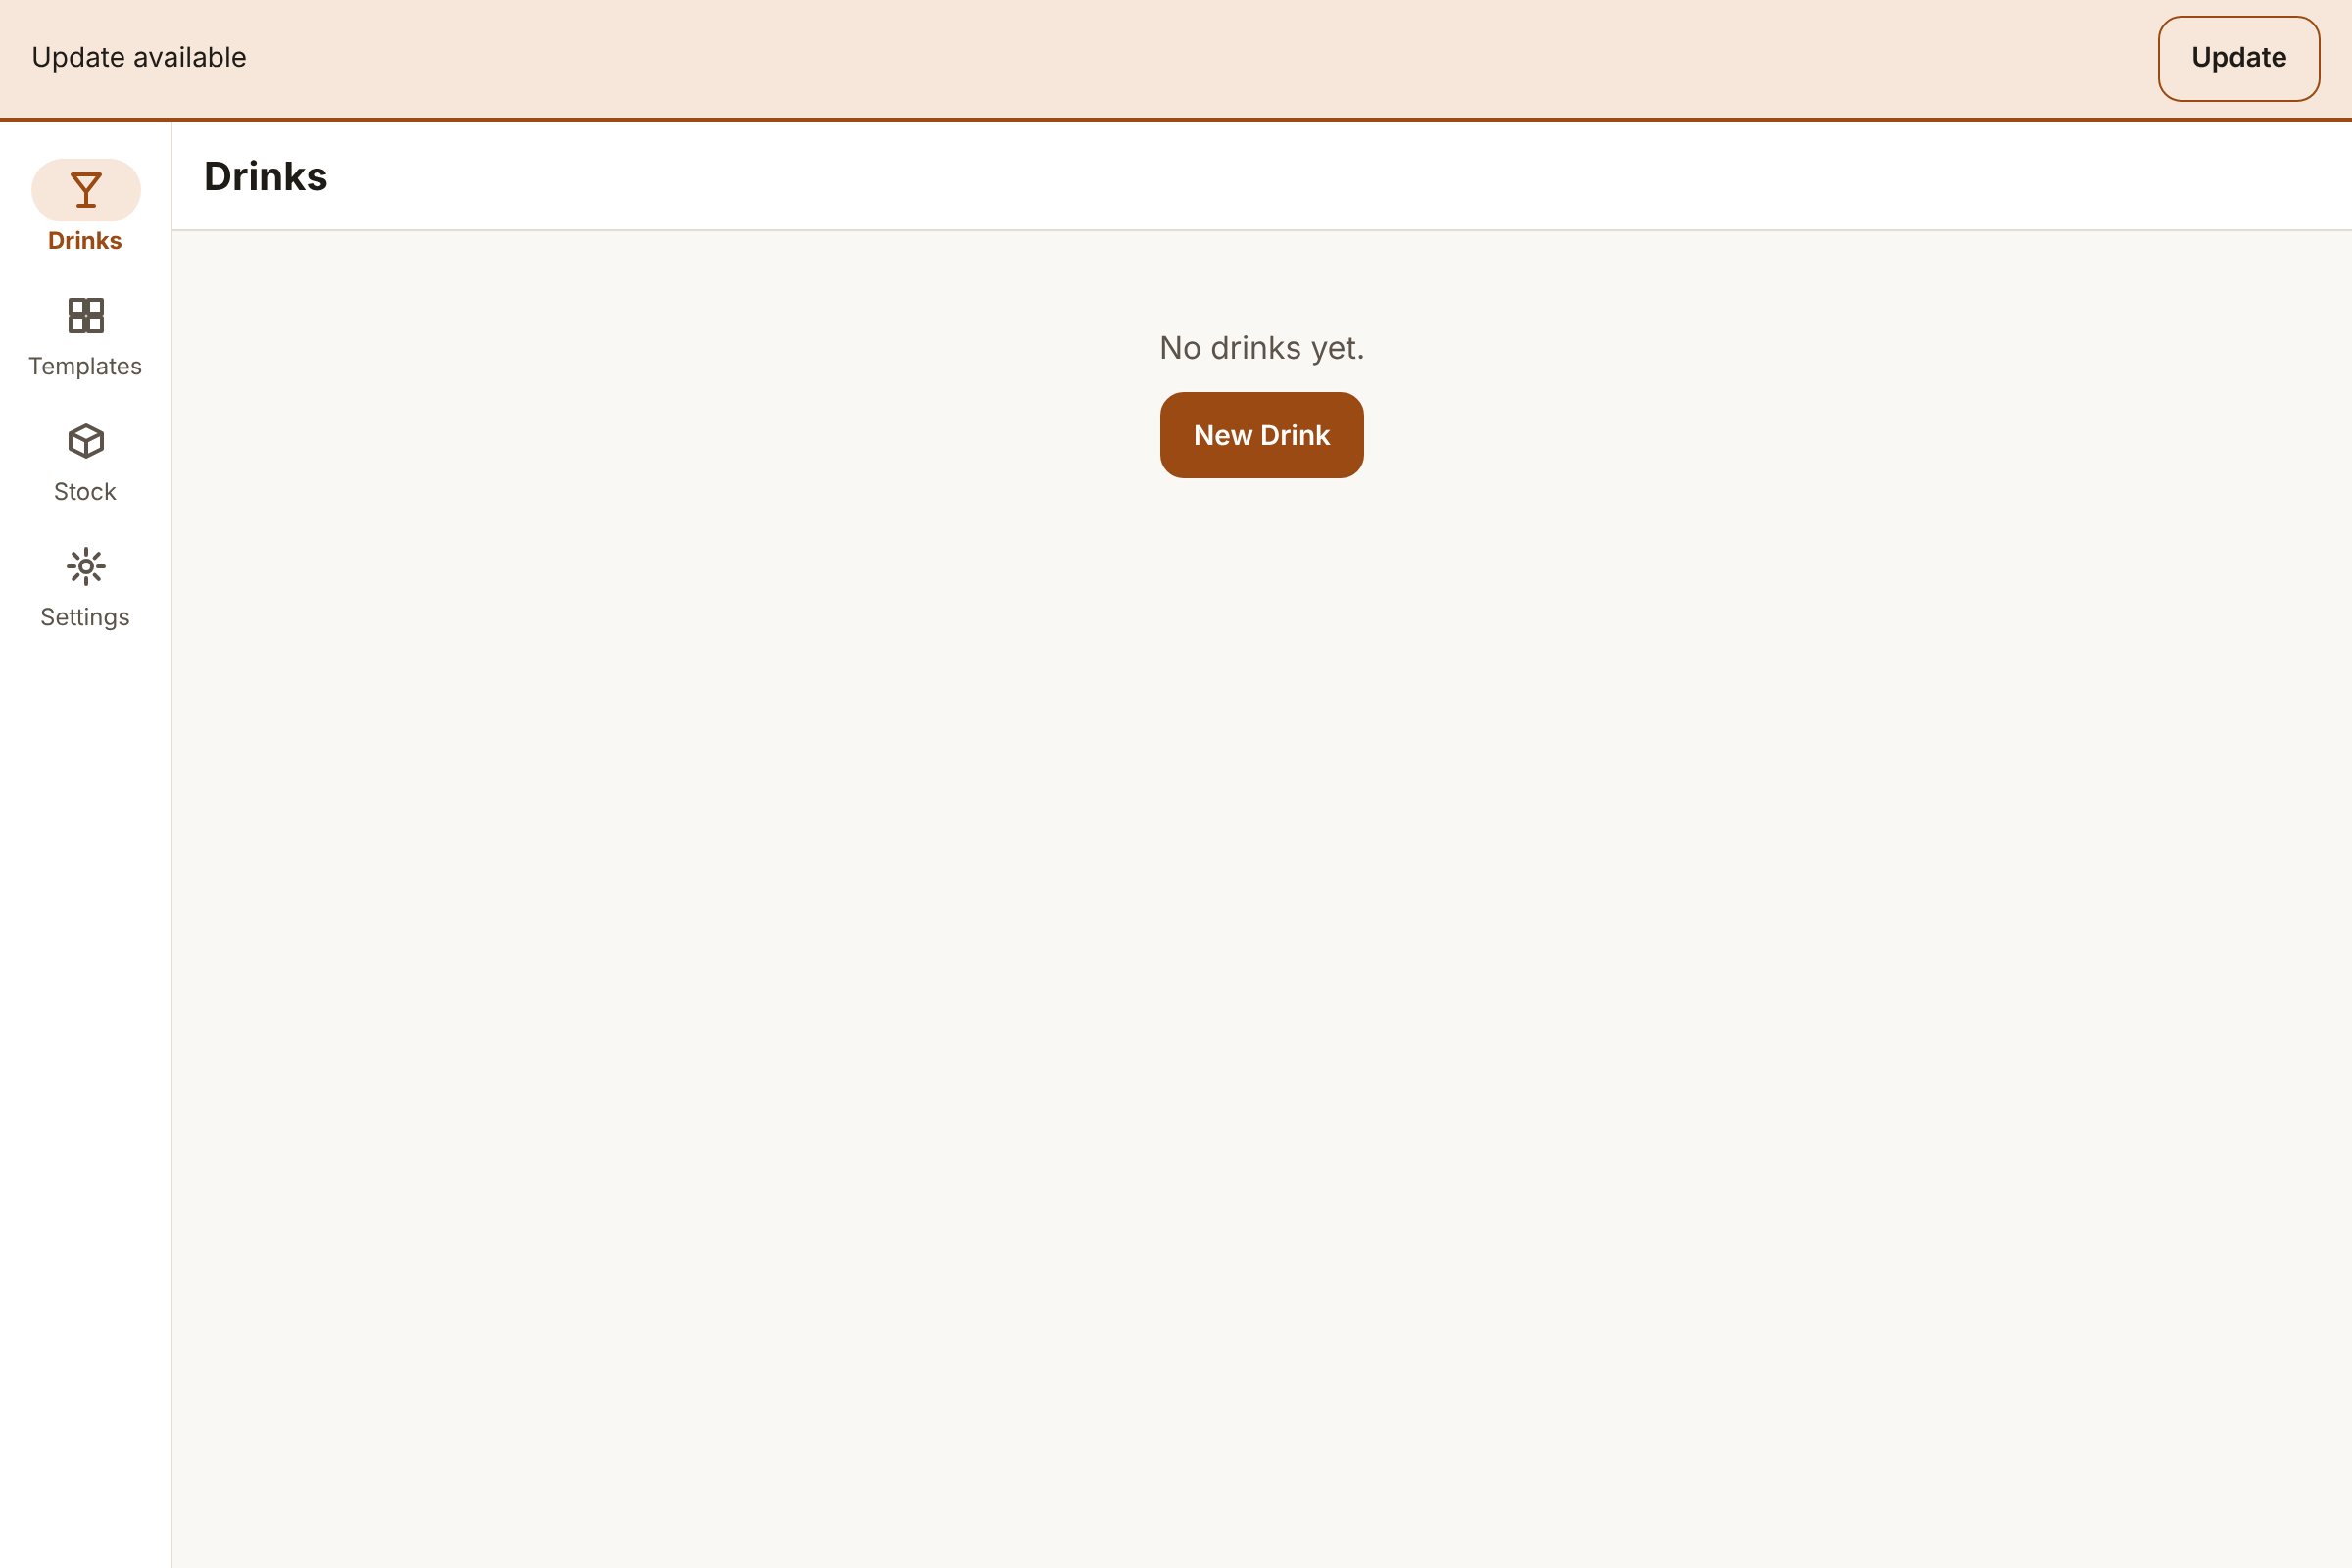 Update available
Update
Drinks
Drinks
Templates
Stock
Settings
No drinks yet.
New Drink